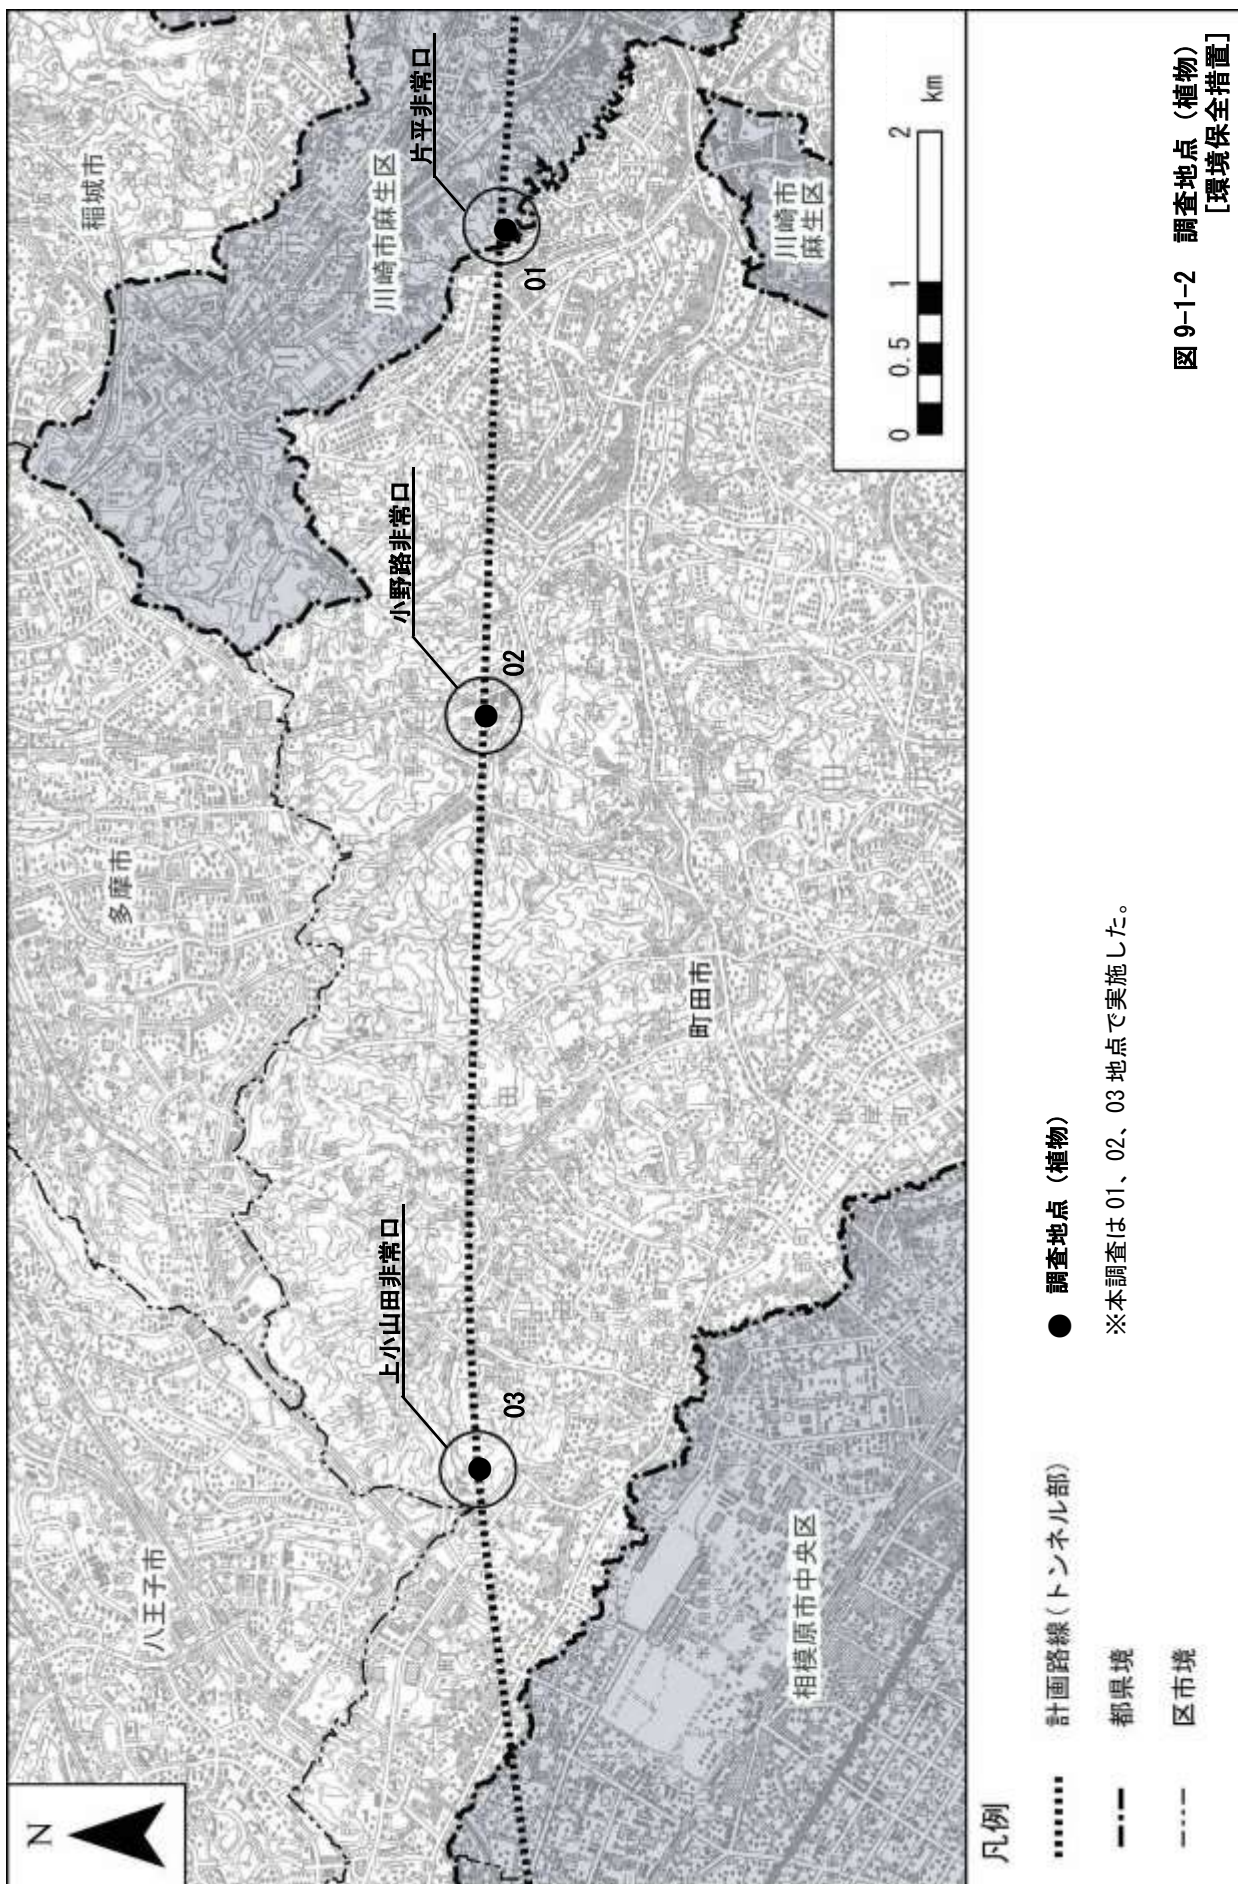 N
稲城市
多摩市
八王子市
川崎市麻生区
片平非常口
小野路非常口
上小山田非常口
01
02
03
町田市
川崎市
麻生区
相模原市中央区
0 0.5 1 2 km
凡例
計画路線(トンネル部)
都県境
区市境
● 調査地点（植物）
※本調査は 01、02、03 地点で実施した。
図 9-1-2 調査地点（植物）
[環境保全措置]